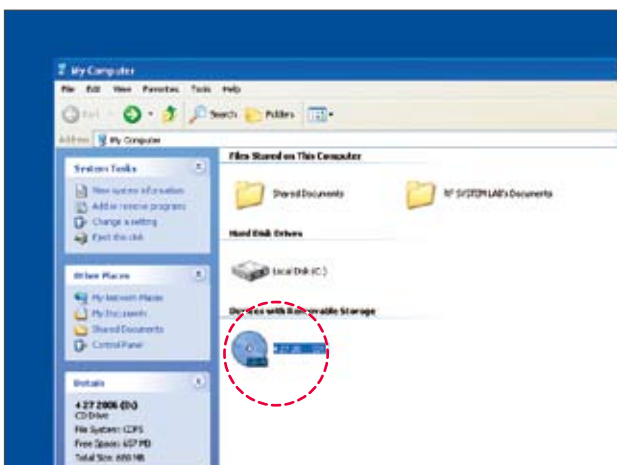 My Computer
File Edit View Favorites Tools Help
Search Folders
Address My Computer
System Tasks
View system information
Add or remove programs
Change a setting
Eject this disk
Other Places
My Network Places
My Documents
Shared Documents
Control Panel
Details
4 27 2006 (D:)
CD Drive
File System: CDFS
Free Space: 657 MB
Total Size:
Files Stored on This Computer
Shared Documents
RF SYSTEM LAB's Documents
Hard Disk Drives
Local Disk (C:)
Devices with Removable Storage